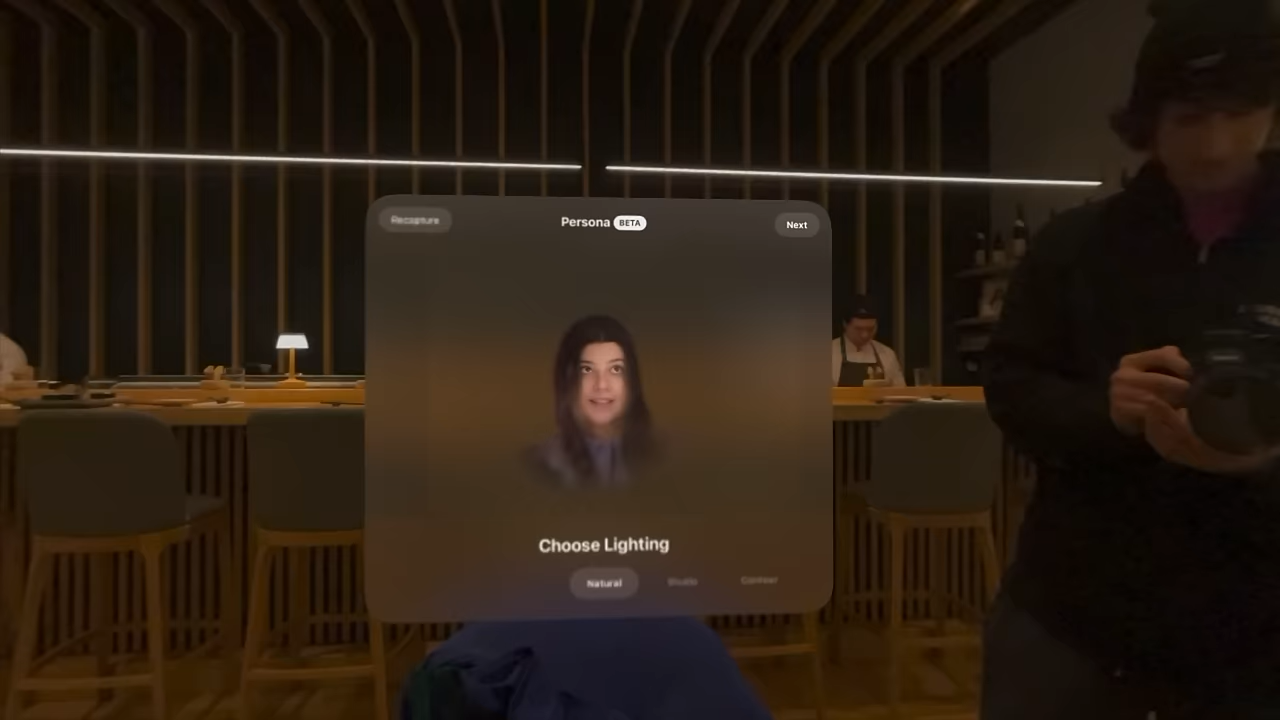 Recapture
Persona BETA
Next
Choose Lighting
Natural
Studio
Contour